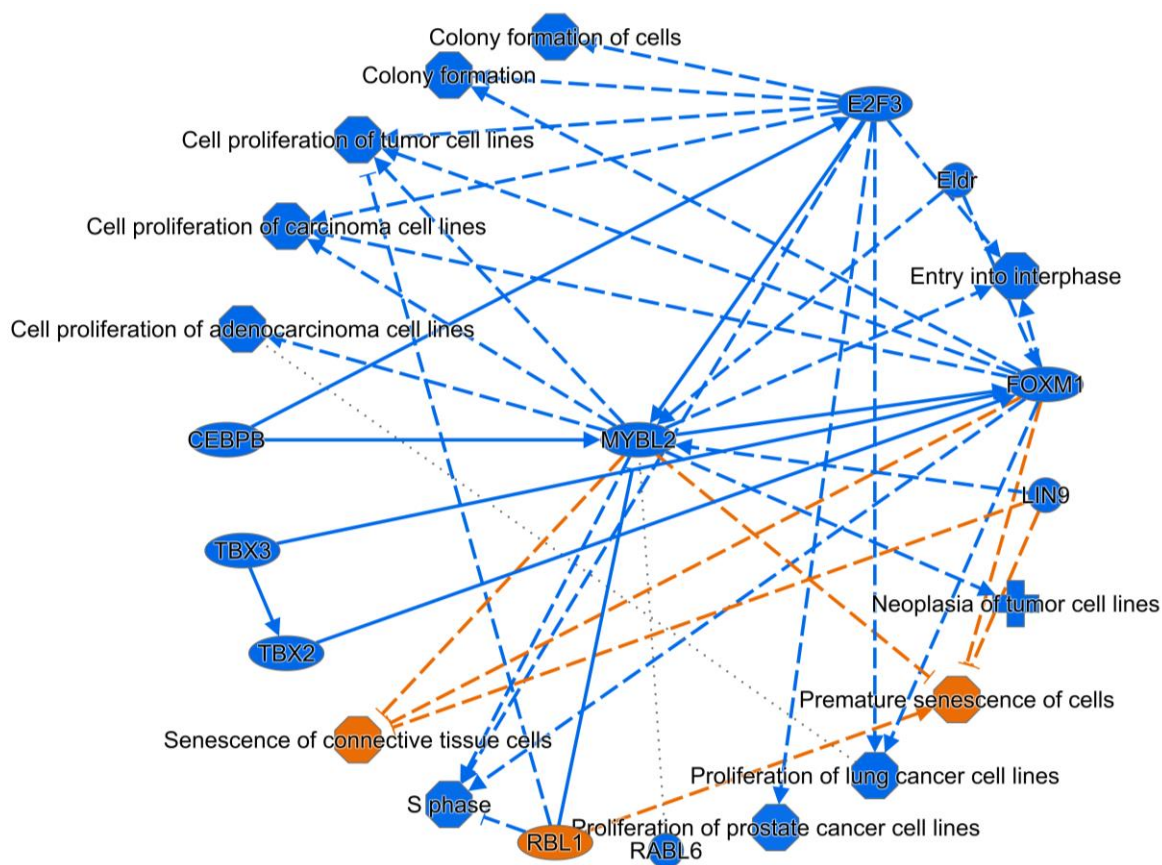 Colony formation of cells
Colony formation
E2F3
Cell proliferation of tumor cell lines
Eldr
Cell proliferation of carcinoma cell lines
Entry into interphase
Cell proliferation of adenocarcinoma cell lines
FOXM1
CEBPB
MYBL2
LIN9
TBX3
Neoplasia of tumor cell lines
TBX2
Premature senescence of cells
Senescence of connective tissue cells
Proliferation of lung cancer cell lines
S phase
Proliferation of prostate cancer cell lines
RBL1
RABL6